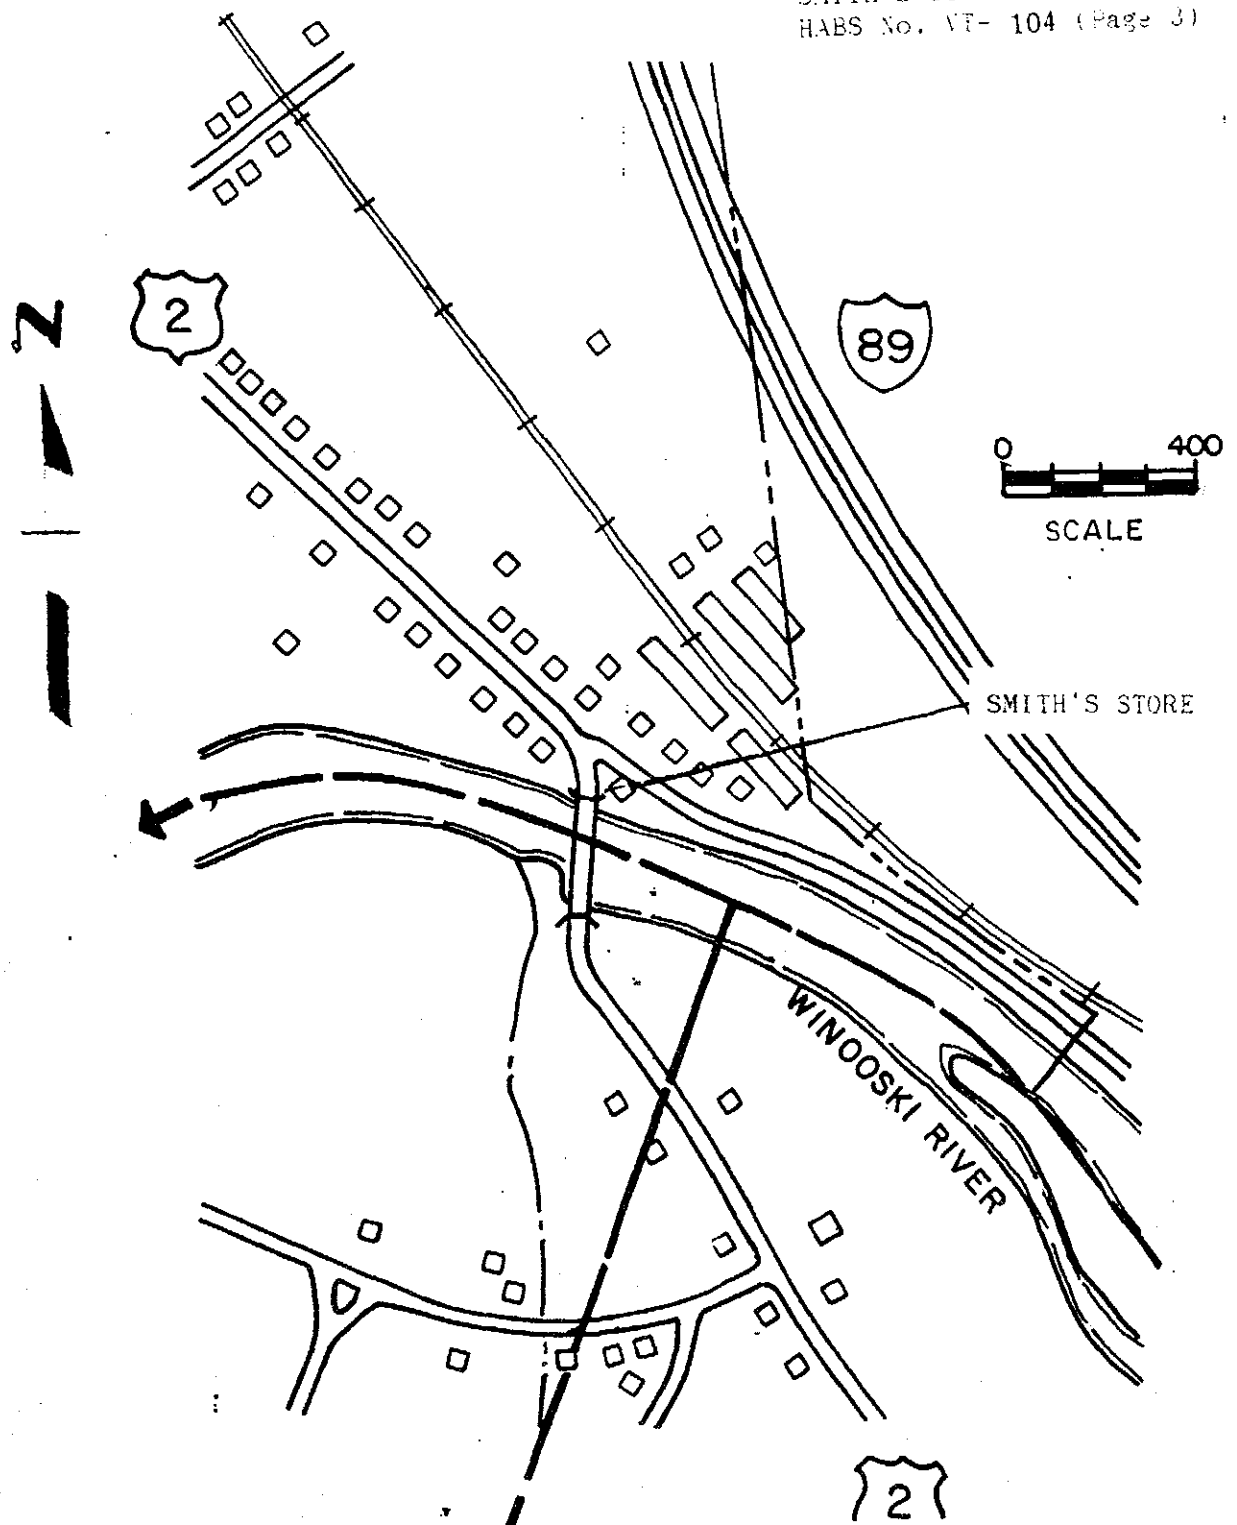 HABS No. VT- 104 (Page 3)
N
2
89
0 400
SCALE
SMITH'S STORE
WINOOSKI RIVER
2